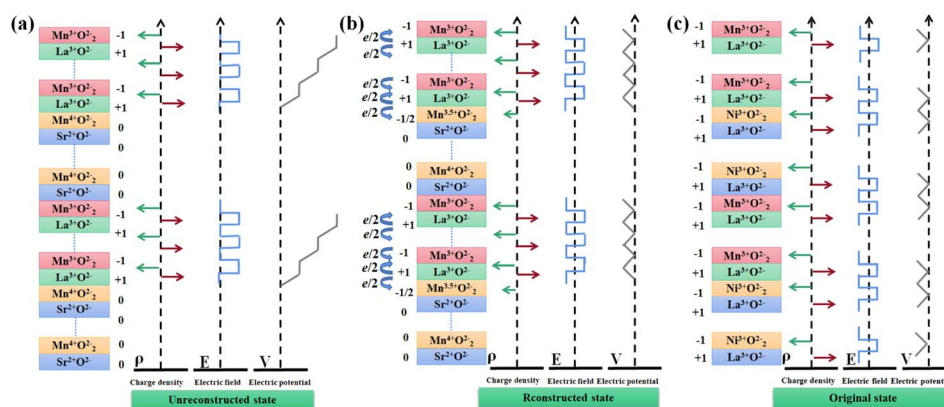 (a)
Mn³⁺O²⁻₂ -1
La³⁺O²⁻ +1
Mn³⁺O²⁻₂ -1
La³⁺O²⁻ +1
Mn⁴⁺O²⁻₂ 0
Sr²⁺O²⁻ 0
Mn⁴⁺O²⁻₂ 0
Sr²⁺O²⁻ 0
Mn³⁺O²⁻₂ -1
La³⁺O²⁻ +1
Mn³⁺O²⁻₂ -1
La³⁺O²⁻ +1
Mn⁴⁺O²⁻₂ 0
Sr²⁺O²⁻ 0
Mn⁴⁺O²⁻₂ 0
Sr²⁺O²⁻ 0
ρ E V
Charge density Electric field Electric potential
Unreconstructed state
(b)
e/2 -1 Mn³⁺O²⁻₂
e/2 +1 La³⁺O²⁻
e/2 -1 Mn³⁺O²⁻₂
e/2 +1 La³⁺O²⁻
e/2 -1/2 Mn³·⁵⁺O²⁻₂
0 Sr²⁺O²⁻
0 Mn⁴⁺O²⁻₂
0 Sr²⁺O²⁻
e/2 -1 Mn³⁺O²⁻₂
e/2 +1 La³⁺O²⁻
e/2 -1 Mn³⁺O²⁻₂
e/2 +1 La³⁺O²⁻
e/2 -1/2 Mn³·⁵⁺O²⁻₂
0 Sr²⁺O²⁻
0 Mn⁴⁺O²⁻₂
0 Sr²⁺O²⁻
ρ E V
Charge density Electric field Electric potential
Rconstructed state
(c)
-1 Mn³⁺O²⁻₂
+1 La³⁺O²⁻
-1 Mn³⁺O²⁻₂
+1 La³⁺O²⁻
-1 Ni³⁺O²⁻₂
+1 La³⁺O²⁻
-1 Ni³⁺O²⁻₂
+1 La³⁺O²⁻
-1 Mn³⁺O²⁻₂
+1 La³⁺O²⁻
-1 Mn³⁺O²⁻₂
+1 La³⁺O²⁻
-1 Ni³⁺O²⁻₂
+1 La³⁺O²⁻
-1 Ni³⁺O²⁻₂
+1 La³⁺O²⁻
ρ E V
Charge density Electric field Electric potential
Original state